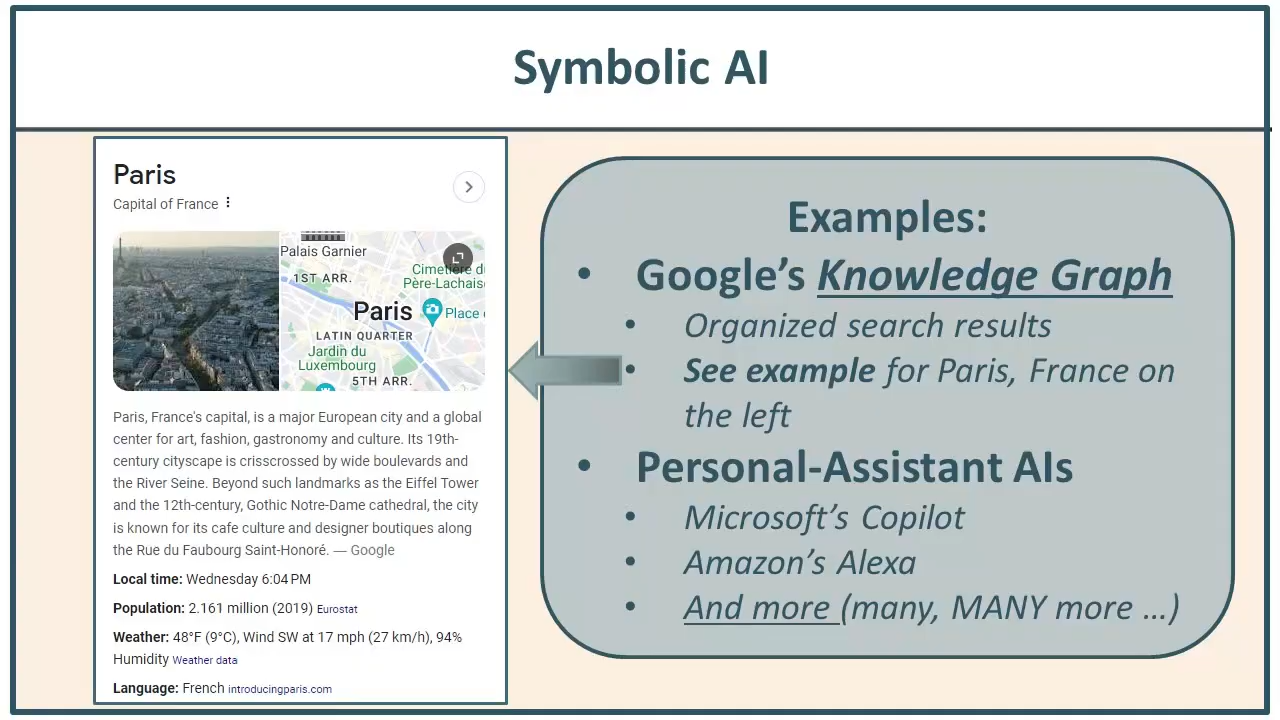 Symbolic AI
Paris
Capital of France
Palais Garnier
1ST ARR.
Cimetière d
Père-Lachais
Paris
Place
LATIN QUARTER
Jardin du
Luxembourg
5TH ARR.
Paris, France's capital, is a major European city and a global
center for art, fashion, gastronomy and culture. Its 19th-
century cityscape is crisscrossed by wide boulevards and
the River Seine. Beyond such landmarks as the Eiffel Tower
and the 12th-century, Gothic Notre-Dame cathedral, the city
is known for its cafe culture and designer boutiques along
the Rue du Faubourg Saint-Honoré. — Google
Local time: Wednesday 6:04 PM
Population: 2.161 million (2019) Eurostat
Weather: 48°F (9°C), Wind SW at 17 mph (27 km/h), 94%
Humidity Weather data
Language: French introducingparis.com
Examples:
• Google’s Knowledge Graph
• Organized search results
• See example for Paris, France on
the left
• Personal-Assistant AIs
• Microsoft’s Copilot
• Amazon’s Alexa
• And more (many, MANY more …)